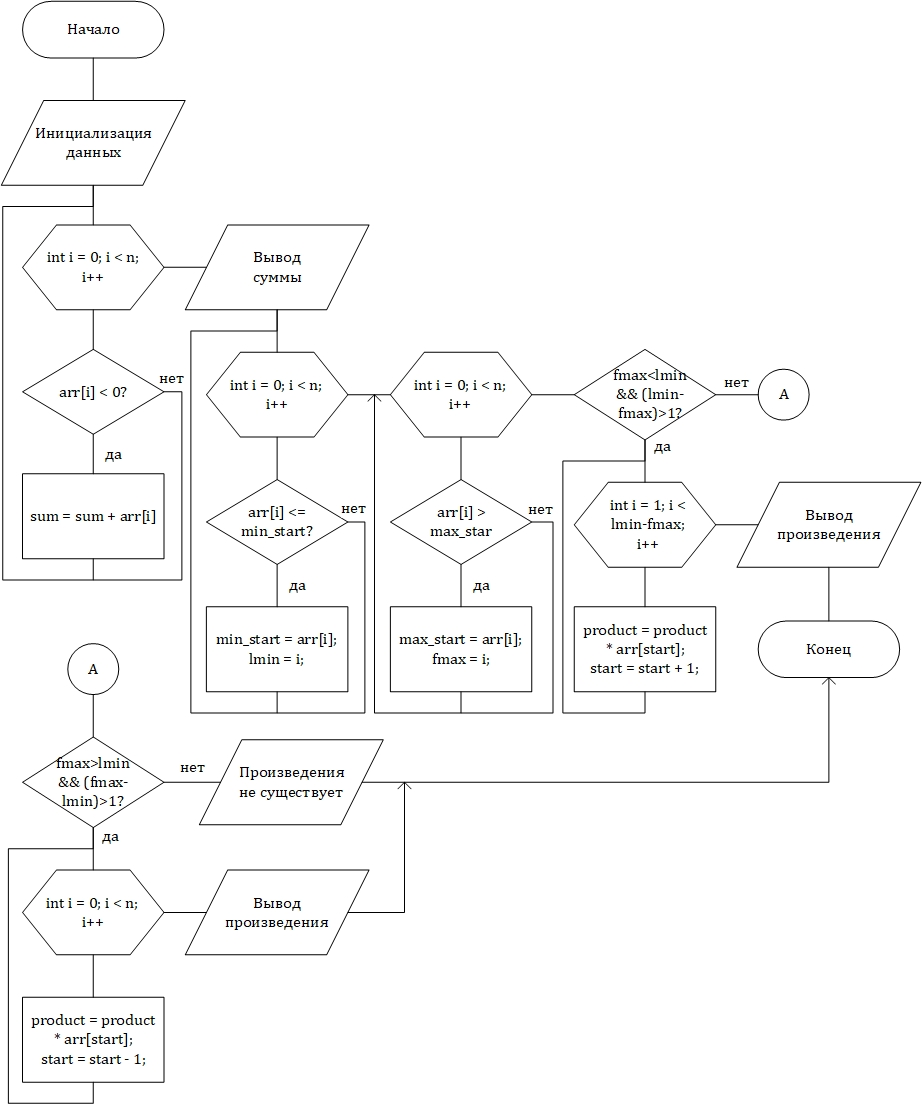 Начало
Инициализация
данных
int i = 0; i < n;
i++
Вывод
суммы
arr[i] < 0?
нет
да
sum = sum + arr[i]
int i = 0; i < n;
i++
arr[i] <=
min_start?
нет
да
min_start = arr[i];
lmin = i;
int i = 0; i < n;
i++
arr[i] >
max_star
нет
да
max_start = arr[i];
fmax = i;
fmax<lmin
&& (lmin-
fmax)>1?
нет
A
да
int i = 1; i <
lmin-fmax;
i++
Вывод
произведения
product = product
* arr[start];
start = start + 1;
Конец
A
fmax>lmin
&& (fmax-
lmin)>1?
нет
Произведения
не существует
да
int i = 0; i < n;
i++
Вывод
произведения
product = product
* arr[start];
start = start - 1;